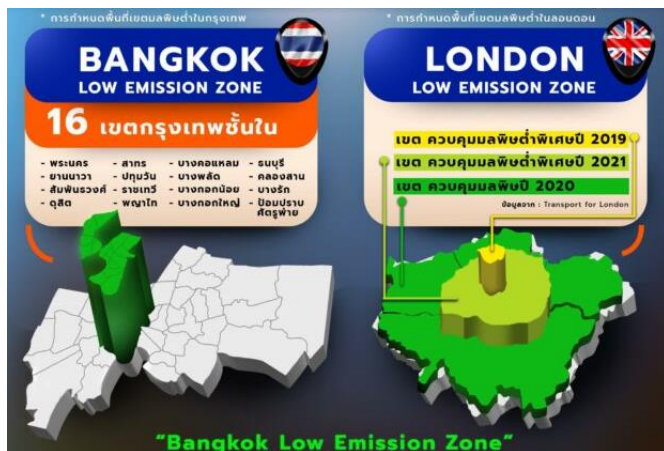 * การกำหนดพื้นที่เขตมลพิษต่ำในกรุงเทพ
BANGKOK
LOW EMISSION ZONE
16 เขตกรุงเทพชั้นใน
- พระนคร
- ยานนาวา
- สัมพันธวงศ์
- ดุสิต
- สาทร
- ปทุมวัน
- ราชเทวี
- พญาไท
- บางคอแหลม
- บางพลัด
- บางกอกน้อย
- บางกอกใหญ่
- ธนบุรี
- คลองสาน
- บางรัก
- ป้อมปราบ
ศัตรูพ่าย
* การกำหนดพื้นที่เขตมลพิษต่ำในลอนดอน
LONDON
LOW EMISSION ZONE
เขต ควบคุมมลพิษต่ำพิเศษปี 2019
เขต ควบคุมมลพิษต่ำพิเศษปี 2021
เขต ควบคุมมลพิษปี 2020
ข้อมูลจาก : Transport for London
"Bangkok Low Emission Zone"